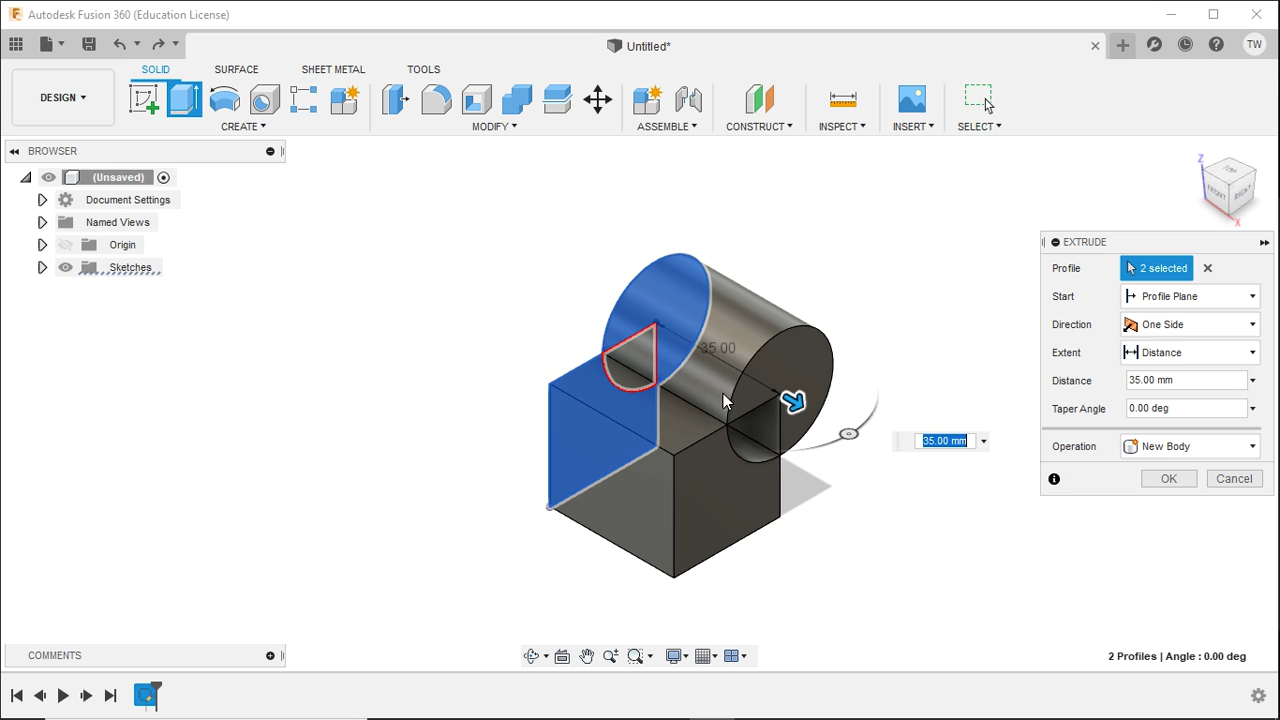 Autodesk Fusion 360 (Education License)
Untitled*
TW
DESIGN
SOLID SURFACE SHEET METAL TOOLS
CREATE MODIFY ASSEMBLE CONSTRUCT INSPECT INSERT SELECT
BROWSER
(Unsaved)
Document Settings
Named Views
Origin
Sketches
35.00
35.00 mm
Z
X
TOP
FRONT
RIGHT
EXTRUDE
Profile 2 selected
Start Profile Plane
Direction One Side
Extent Distance
Distance 35.00 mm
Taper Angle 0.00 deg
Operation New Body
OK Cancel
COMMENTS
2 Profiles | Angle : 0.00 deg